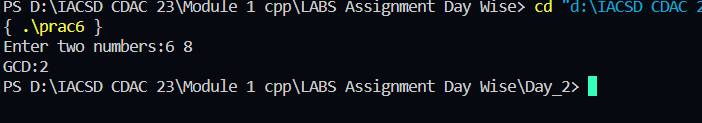 PS D:\IACSD CDAC 23\Module 1 cpp\LABS Assignment Day Wise> cd "d:\IACSD CDAC 2
{ .\prac6 }
Enter two numbers:6 8
GCD:2
PS D:\IACSD CDAC 23\Module 1 cpp\LABS Assignment Day Wise\Day_2>